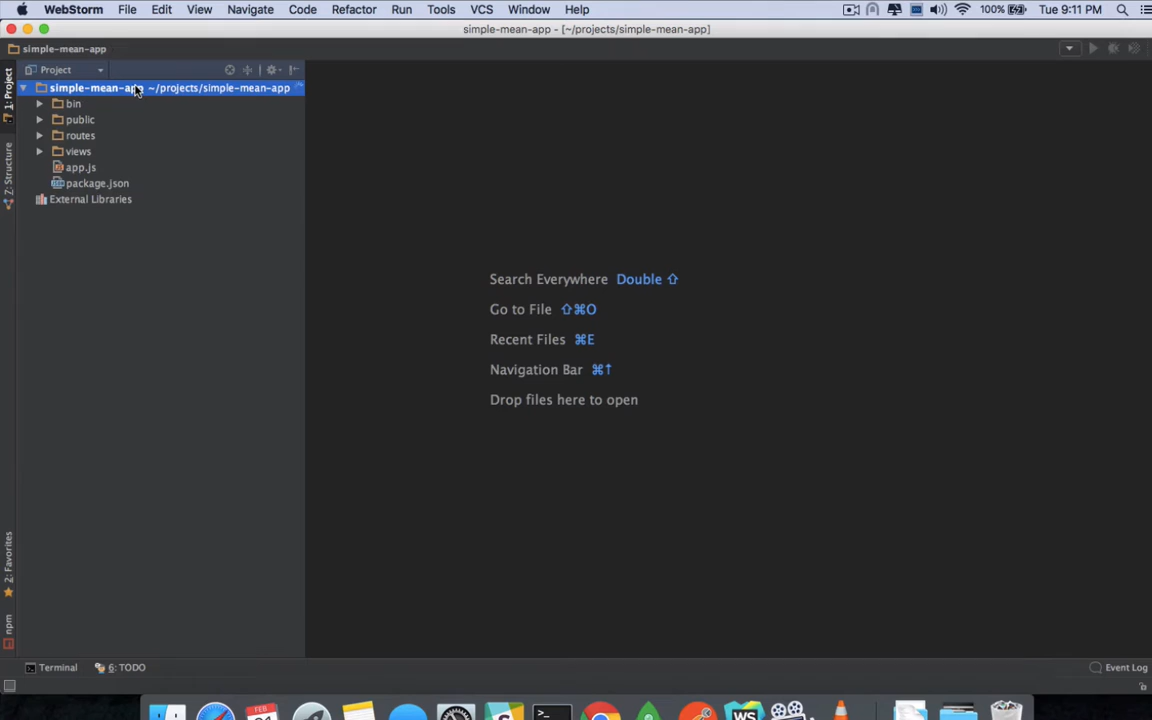 WebStorm File Edit View Navigate Code Refactor Run Tools VCS Window Help 100% Tue 9:11 PM
simple-mean-app - [~/projects/simple-mean-app]
simple-mean-app
1: Project
Project
simple-mean-app ~/projects/simple-mean-app
bin
public
routes
views
app.js
package.json
External Libraries
7: Structure
Search Everywhere Double ⇧
Go to File ⇧⌘O
Recent Files ⌘E
Navigation Bar ⌘↑
Drop files here to open
2: Favorites
npm
Terminal 6: TODO Event Log
FEB
WS